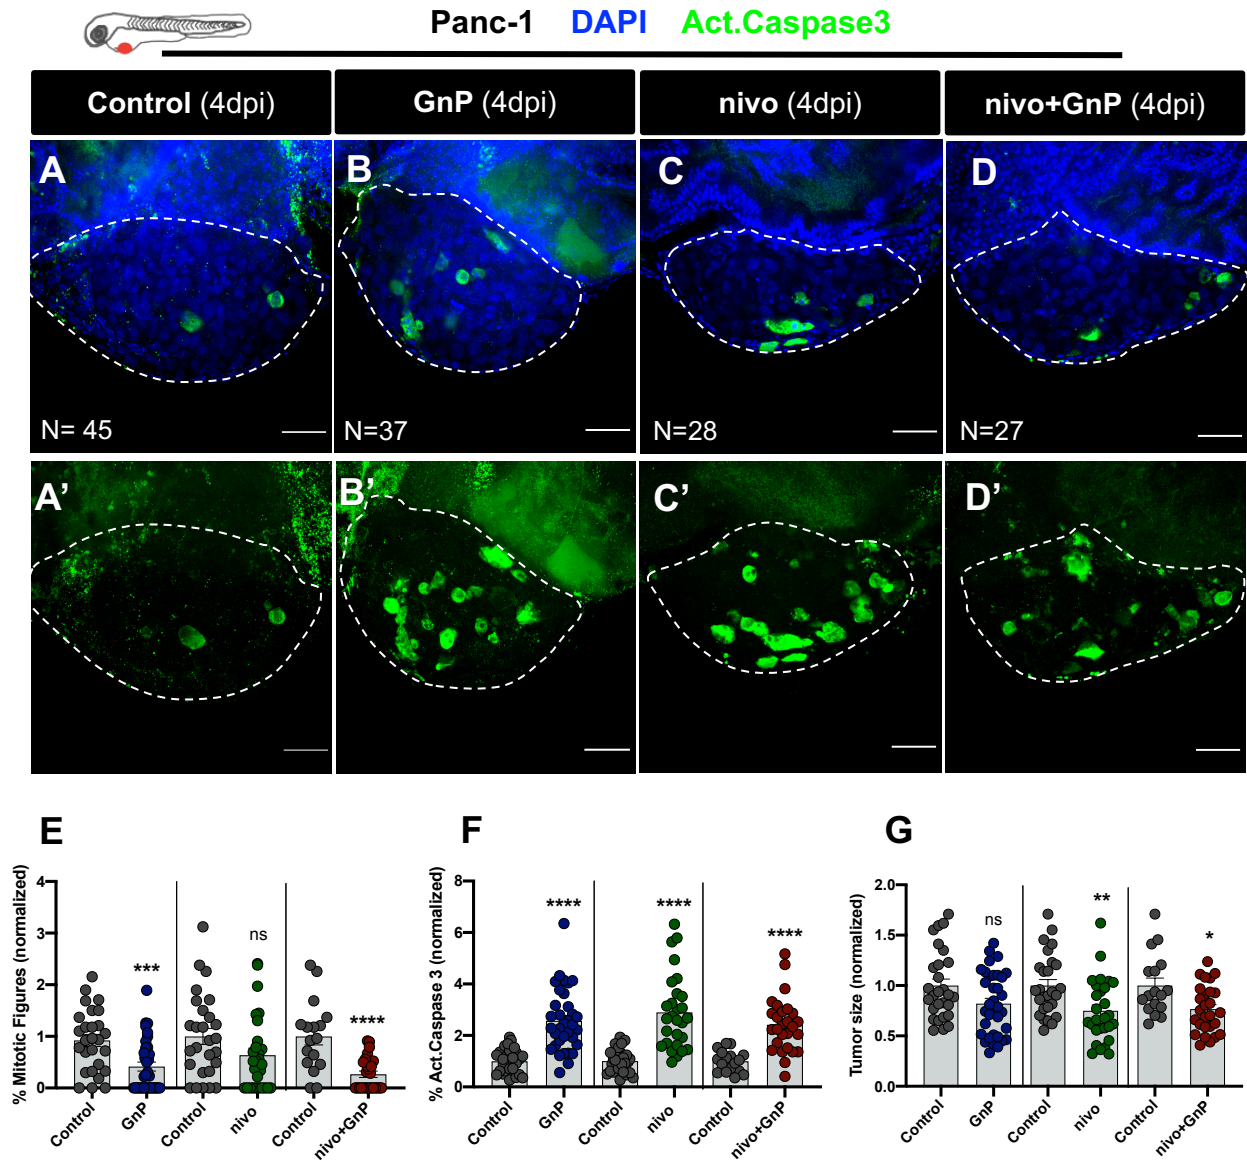 Panc-1 DAPI Act.Caspase3
Control (4dpi) GnP (4dpi) nivo (4dpi) nivo+GnP (4dpi)
A B C D
N= 45 N=37 N=28 N=27
A' B' C' D'
E
% Mitotic Figures (normalized)
4
3
2
1
0
*** ns ****
Control GnP Control nivo Control nivo+GnP
F
% Act.Caspase 3 (normalized)
8
6
4
2
0
**** **** ****
Control GnP Control nivo Control nivo+GnP
G
Tumor size (normalized)
2.0
1.5
1.0
0.5
0.0
ns ** *
Control GnP Control nivo Control nivo+GnP